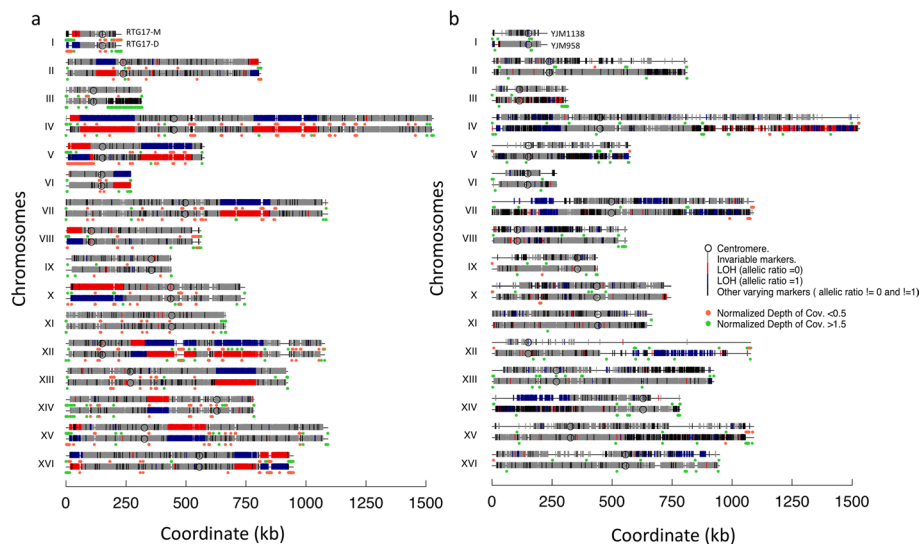 a
b
RTG17-M
RTG17-D
YJM1138
YJM958
Chromosomes
I
II
III
IV
V
VI
VII
VIII
IX
X
XI
XII
XIII
XIV
XV
XVI
0 250 500 750 1000 1250 1500
Coordinate (kb)
Chromosomes
I
II
III
IV
V
VI
VII
VIII
IX
X
XI
XII
XIII
XIV
XV
XVI
Centromere.
Invariable markers.
LOH (allelic ratio =0)
LOH (allelic ratio =1)
Other varying markers ( allelic ratio != 0 and !=1)
Normalized Depth of Cov. <0.5
Normalized Depth of Cov. >1.5
0 250 500 750 1000 1250 1500
Coordinate (kb)